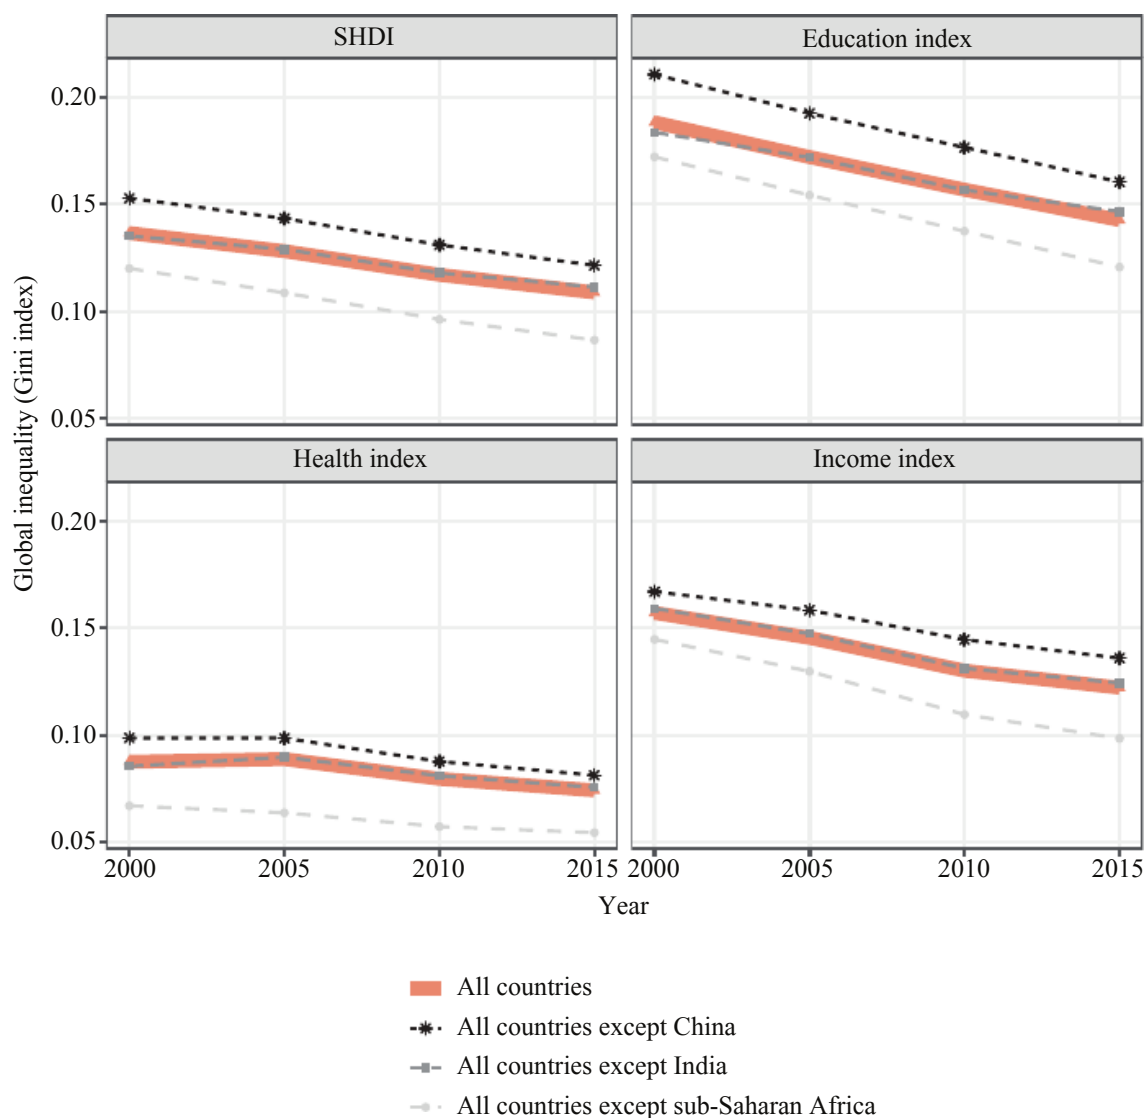 SHDI
Education index
Global inequality (Gini index)
0.20
0.15
0.10
0.05
Health index
Income index
0.20
0.15
0.10
0.05
2000 2005 2010 2015 2000 2005 2010 2015
Year
All countries
All countries except China
All countries except India
All countries except sub-Saharan Africa